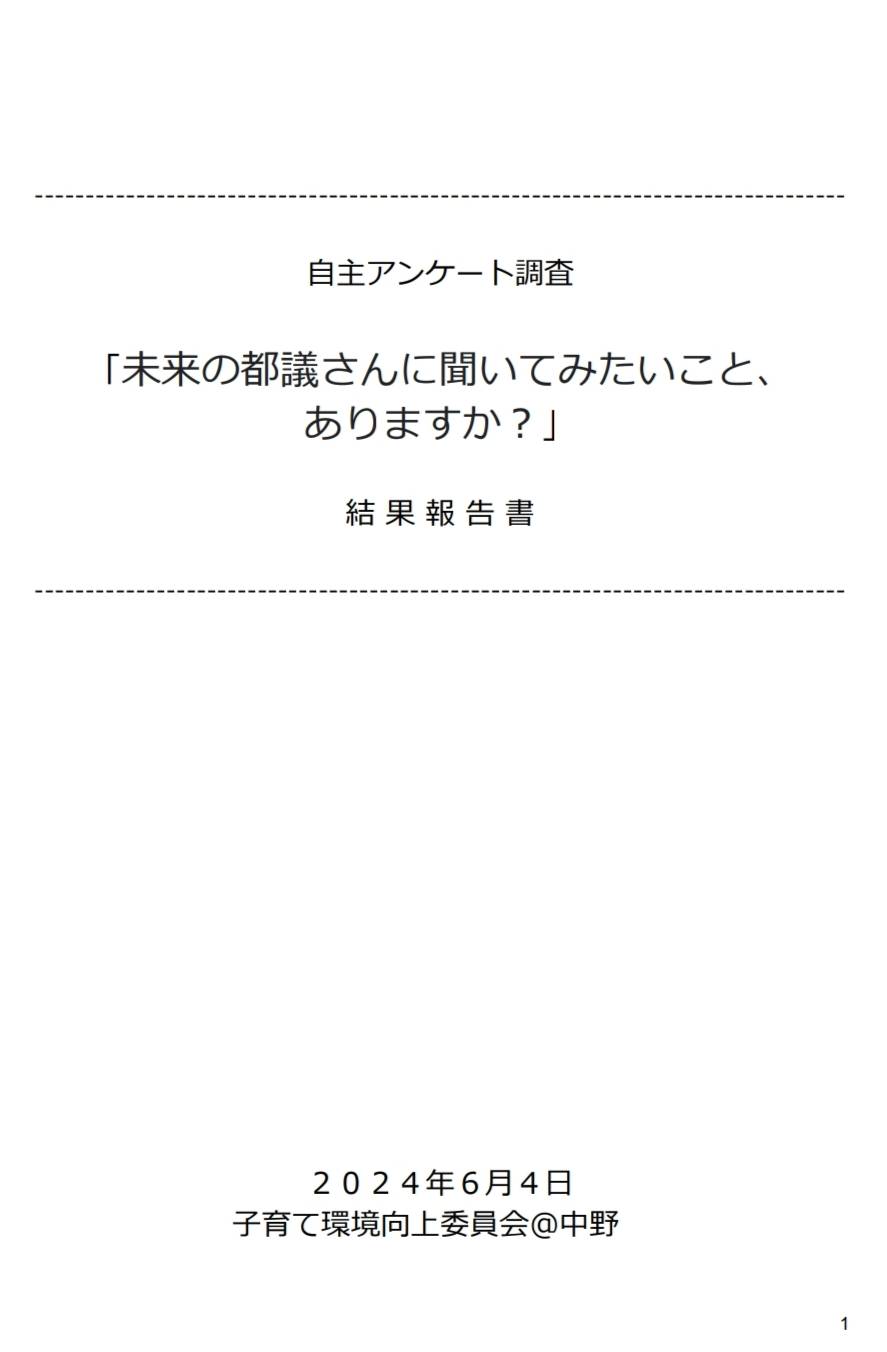 自主アンケート調査
「未来の都議さんに聞いてみたいこと、
ありますか？」
結 果 報 告 書
２０２４年６月４日
子育て環境向上委員会@中野
1